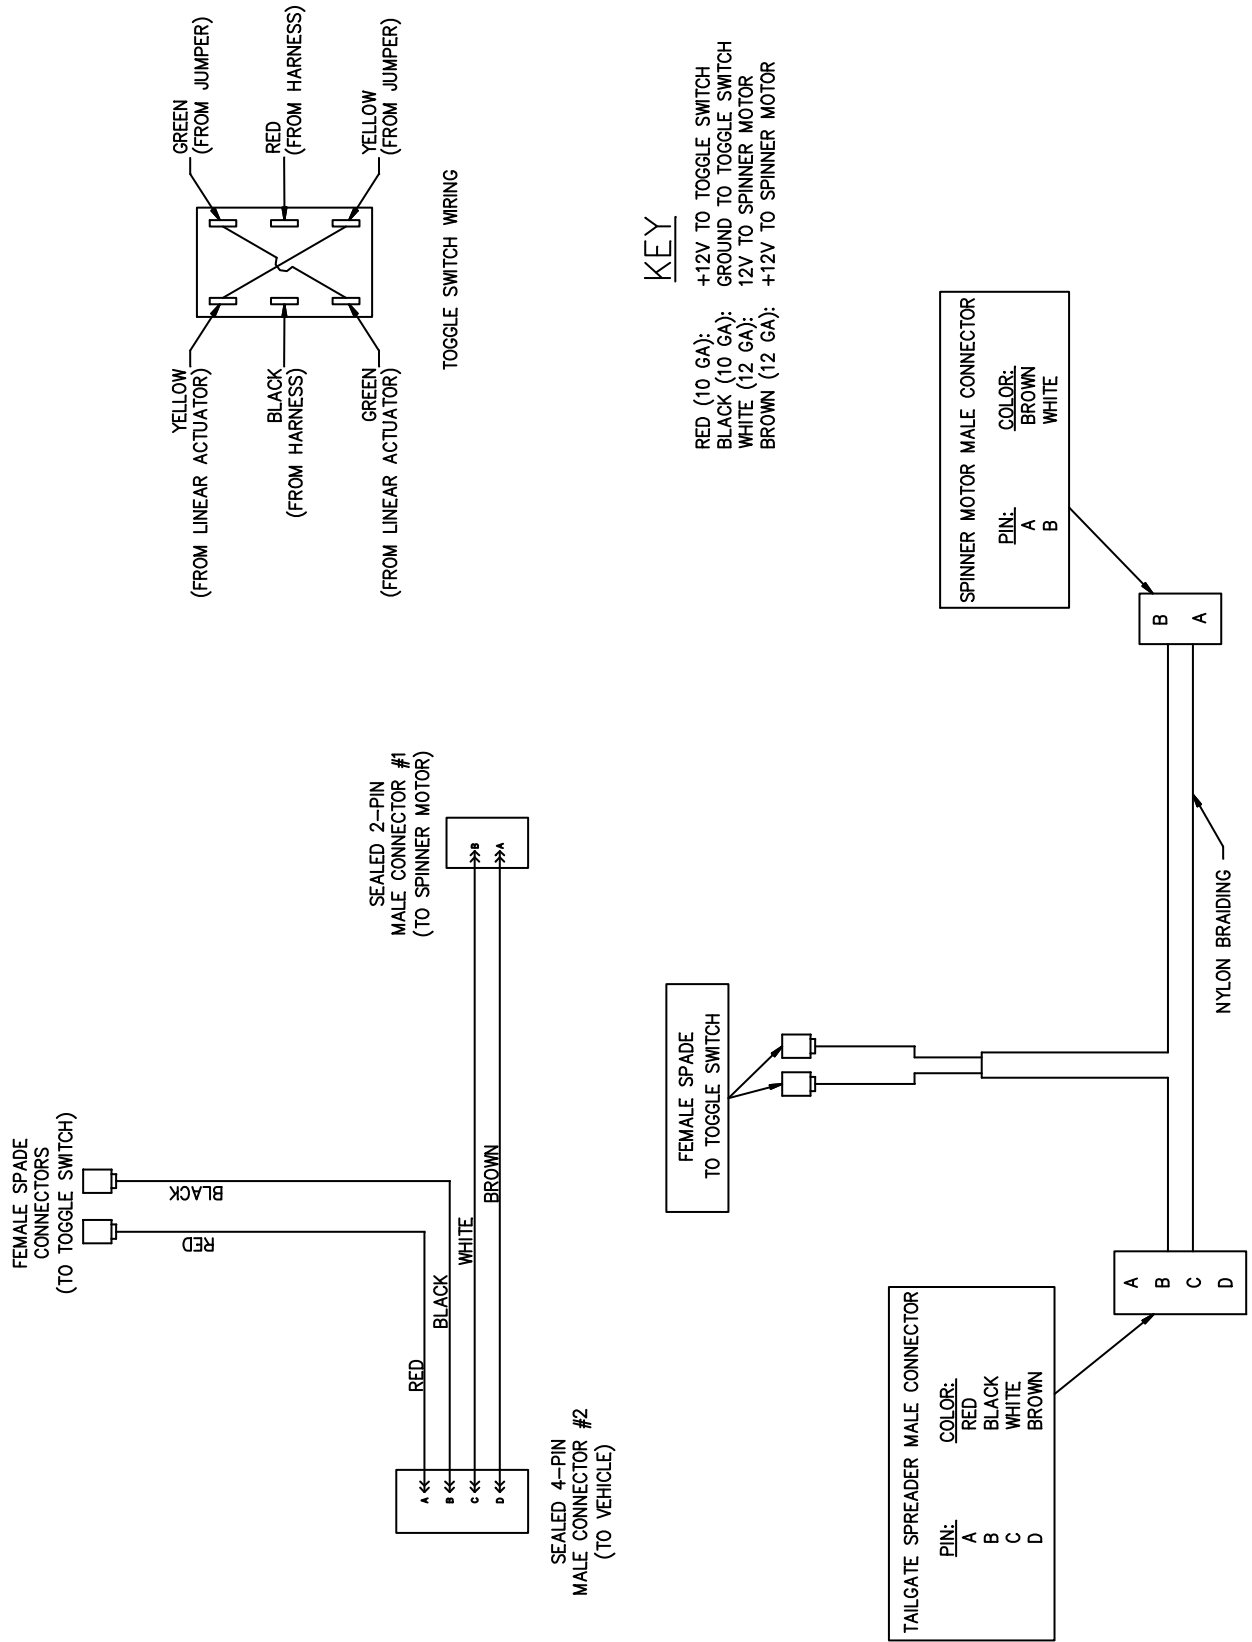 FEMALE SPADE
CONNECTORS
(TO TOGGLE SWITCH)
RED
BLACK
RED
BLACK
WHITE
BROWN
A
B
C
D
SEALED 4-PIN
MALE CONNECTOR #2
(TO VEHICLE)
B
A
SEALED 2-PIN
MALE CONNECTOR #1
(TO SPINNER MOTOR)
YELLOW
(FROM LINEAR ACTUATOR)
BLACK
(FROM HARNESS)
GREEN
(FROM LINEAR ACTUATOR)
GREEN
(FROM JUMPER)
RED
(FROM HARNESS)
YELLOW
(FROM JUMPER)
TOGGLE SWITCH WIRING
KEY
RED (10 GA): +12V TO TOGGLE SWITCH
BLACK (10 GA): GROUND TO TOGGLE SWITCH
WHITE (12 GA): 12V TO SPINNER MOTOR
BROWN (12 GA): +12V TO SPINNER MOTOR
FEMALE SPADE
TO TOGGLE SWITCH
TAILGATE SPREADER MALE CONNECTOR
PIN: COLOR:
A RED
B BLACK
C WHITE
D BROWN
A
B
C
D
NYLON BRAIDING
SPINNER MOTOR MALE CONNECTOR
PIN: COLOR:
A BROWN
B WHITE
B
A